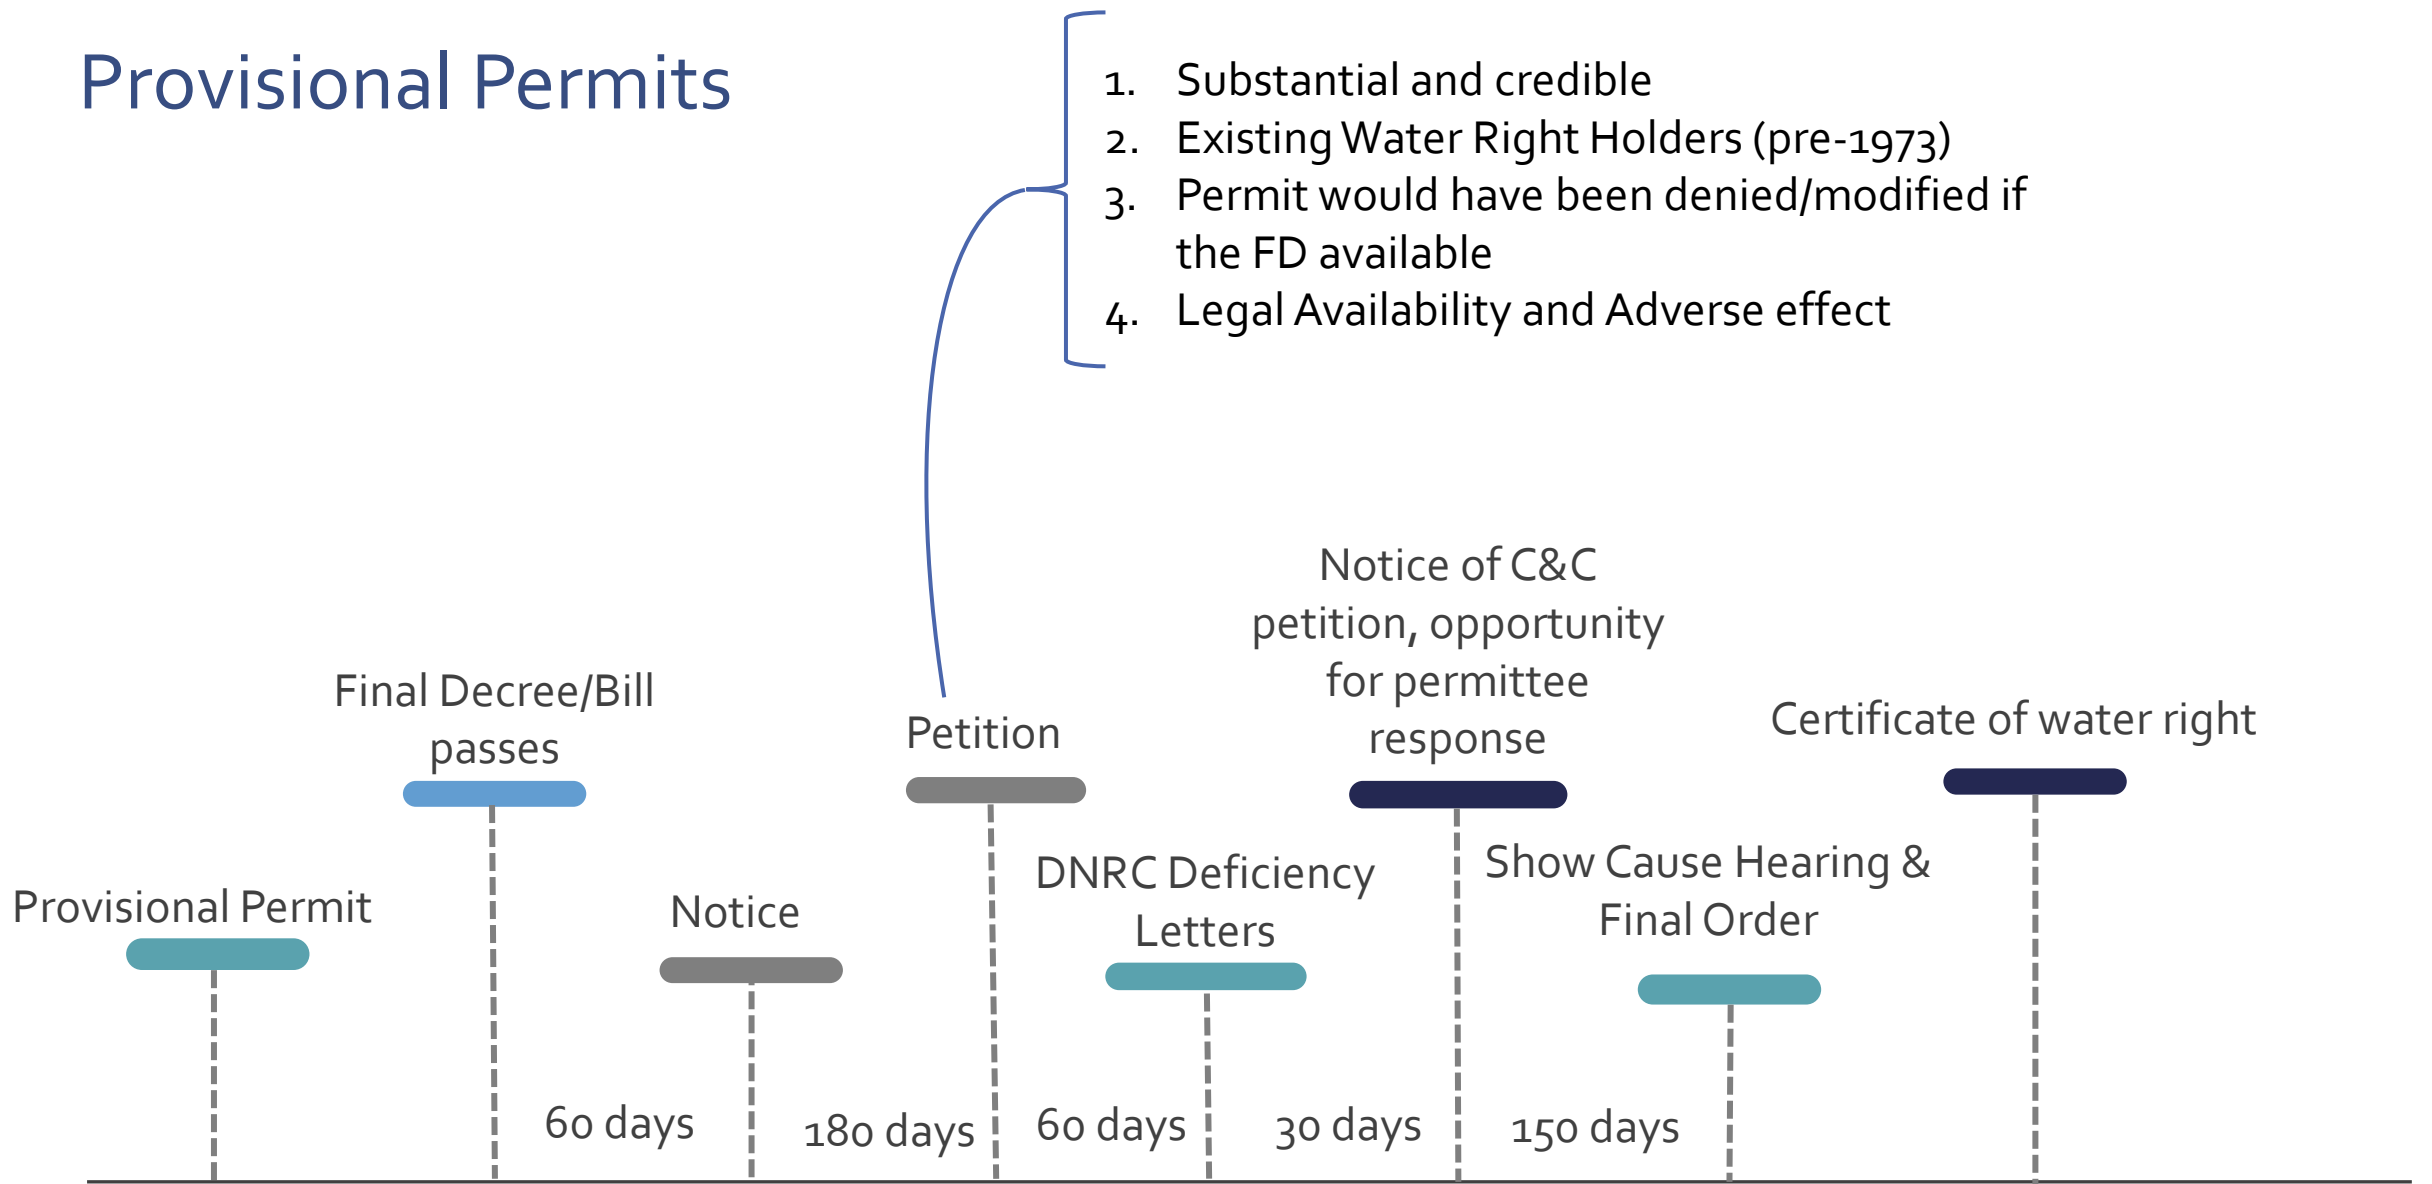 Provisional Permits
1. Substantial and credible
2. Existing Water Right Holders (pre-1973)
3. Permit would have been denied/modified if
the FD available
4. Legal Availability and Adverse effect
Provisional Permit
Final Decree/Bill
passes
Notice
Petition
DNRC Deficiency
Letters
Notice of C&C
petition, opportunity
for permittee
response
Show Cause Hearing &
Final Order
Certificate of water right
60 days
180 days
60 days
30 days
150 days